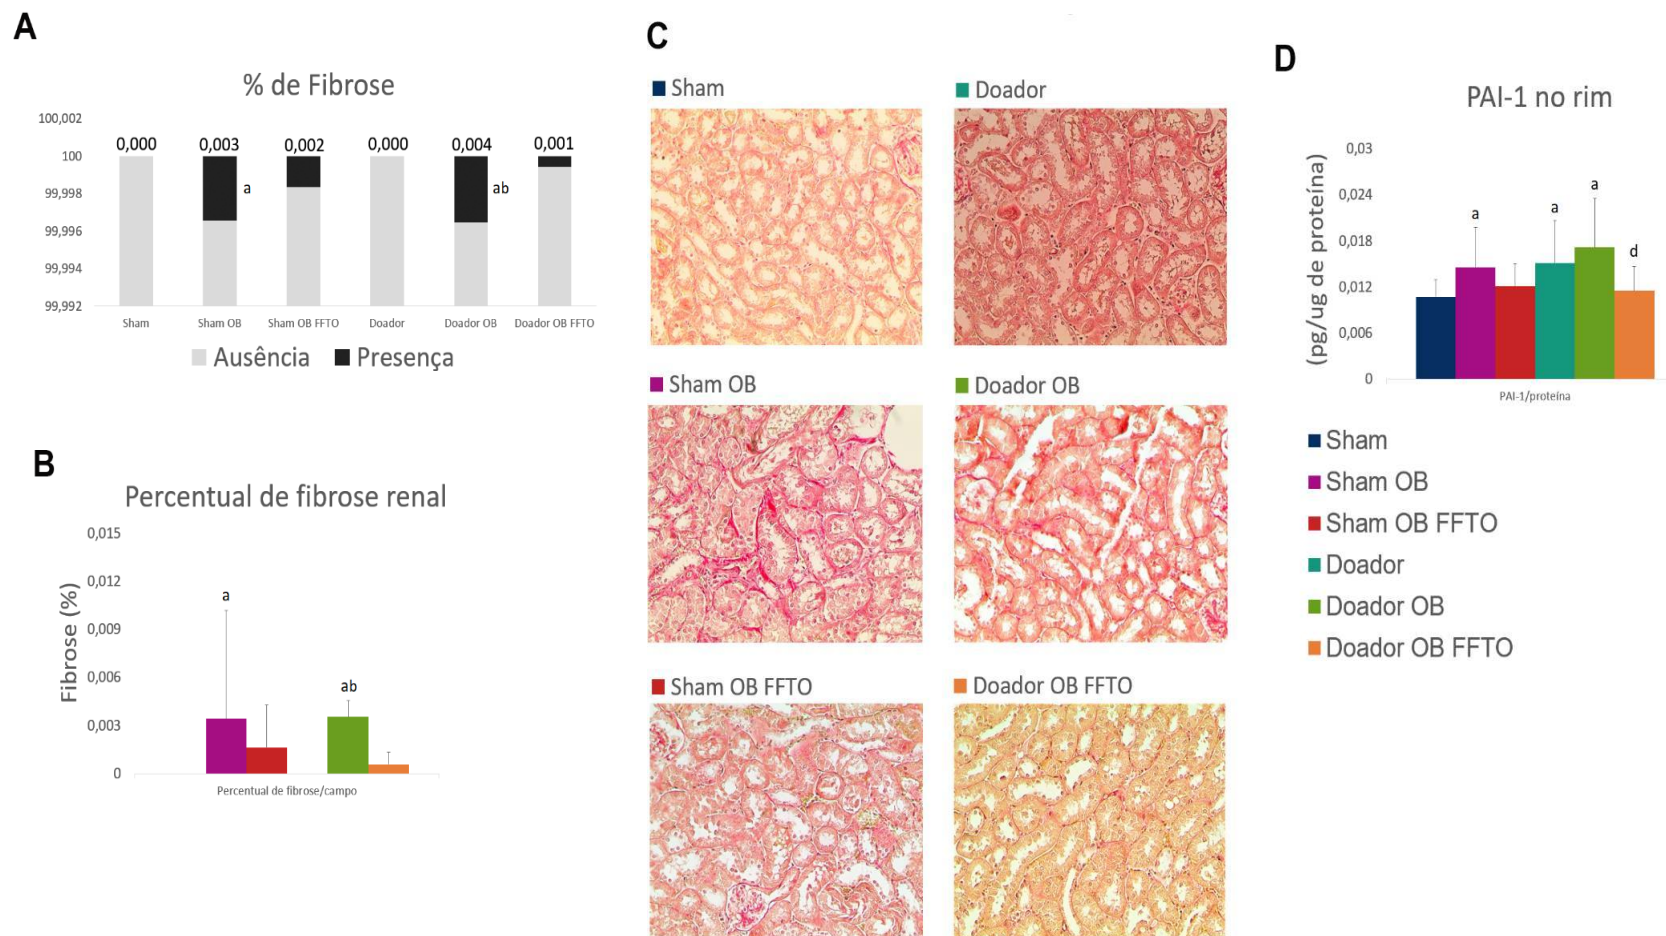 A
% de Fibrose
100,002
100
99,998
99,996
99,994
99,992
0,000 0,003 0,002 0,000 0,004 0,001
a
ab
Sham Sham OB Sham OB FFTO Doador Doador OB Doador OB FFTO
Ausência Presença
B
Percentual de fibrose renal
Fibrose (%)
0,015
0,012
0,009
0,006
0,003
0
a
ab
Percentual de fibrose/campo
C
Sham
Doador
Sham OB
Doador OB
Sham OB FFTO
Doador OB FFTO
D
PAI-1 no rim
(pg/ug de proteína)
0,03
0,024
0,018
0,012
0,006
0
a
a
a
d
PAI-1/proteína
Sham
Sham OB
Sham OB FFTO
Doador
Doador OB
Doador OB FFTO